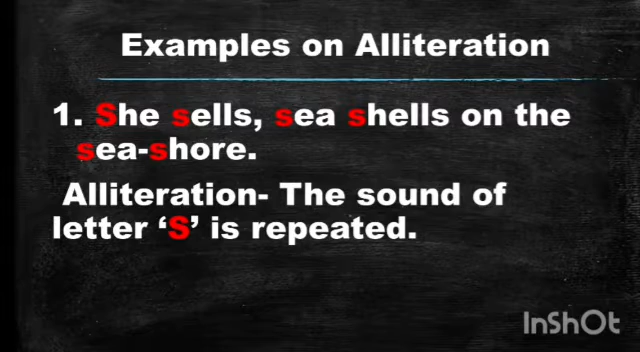 Examples on Alliteration
1. She sells, sea shells on the
sea-shore.
Alliteration- The sound of
letter ‘S’ is repeated.
InShOt